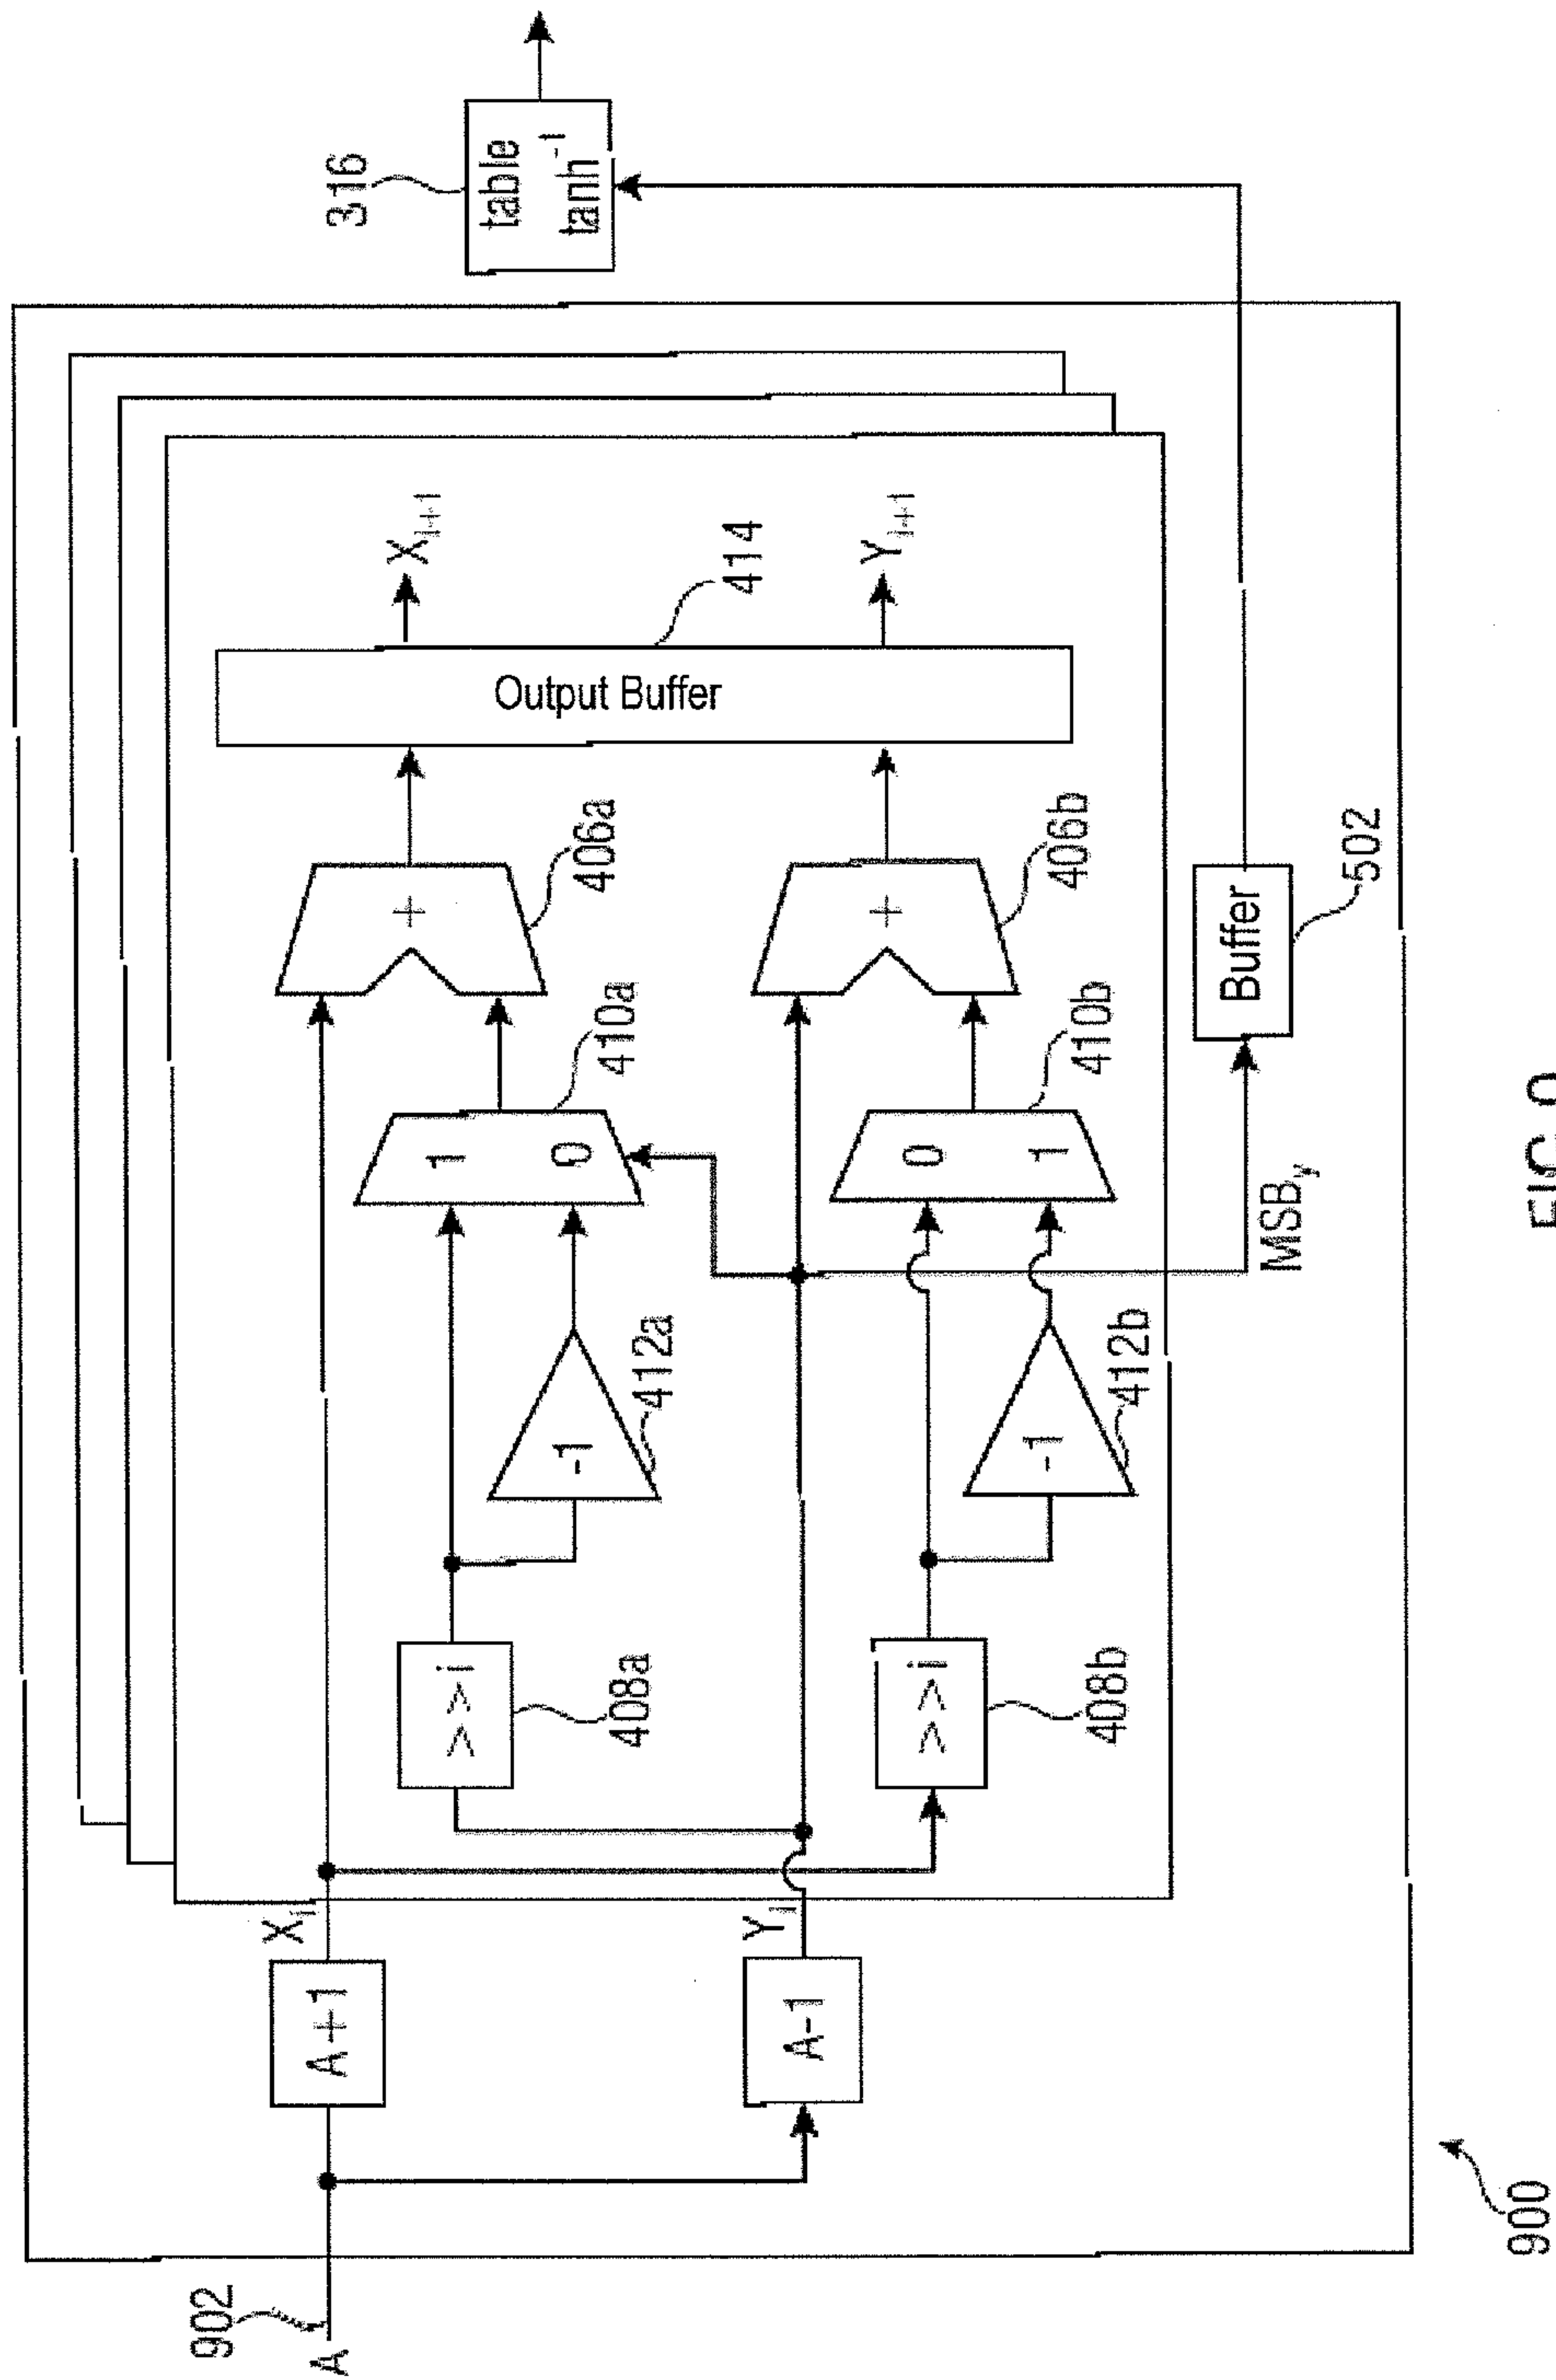 902
A
A+1
X_i
A-1
Y_i
>> i
408a
-1
412a
1
0
410a
+
406a
>> i
408b
-1
412b
0
1
410b
+
406b
Output Buffer
414
X_{i+1}
Y_{i+1}
MSB_y
Buffer
502
316
table
tanh^{-1}
900